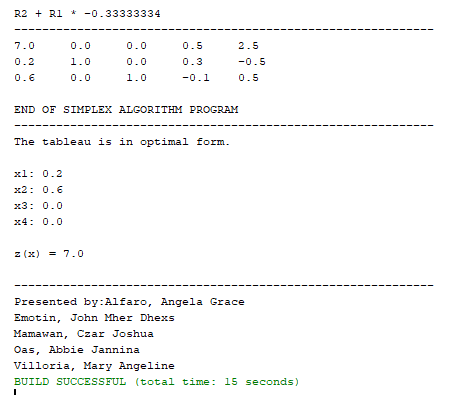 R2 + R1 * -0.33333334
------------------------------------------------------------
7.0 0.0 0.0 0.5 2.5
0.2 1.0 0.0 0.3 -0.5
0.6 0.0 1.0 -0.1 0.5
END OF SIMPLEX ALGORITHM PROGRAM
------------------------------------------------------------
The tableau is in optimal form.
x1: 0.2
x2: 0.6
x3: 0.0
x4: 0.0
z(x) = 7.0
------------------------------------------------------------
Presented by:Alfaro, Angela Grace
Emotin, John Mher Dhexs
Mamawan, Czar Joshua
Oas, Abbie Jannina
Villoria, Mary Angeline
BUILD SUCCESSFUL (total time: 15 seconds)